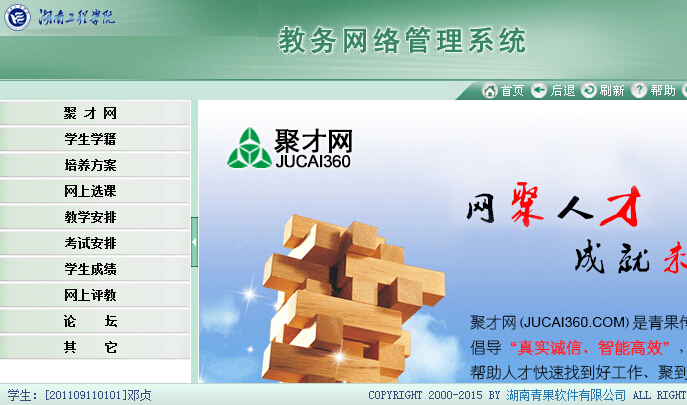 湖南工程学院
教务网络管理系统
首页 后退 刷新 帮助
聚 才 网
学生学籍
培养方案
网上选课
教学安排
考试安排
学生成绩
网上评教
论 坛
其 它
聚才网
JUCAI360
网聚人才
成就未
聚才网(JUCAI360.COM)是青果传
倡导“真实诚信、智能高效”，
帮助人才快速找到好工作、聚到
学生：[201109110101]邓贞
COPYRIGHT 2000-2015 BY 湖南青果软件有限公司 ALL RIGHT